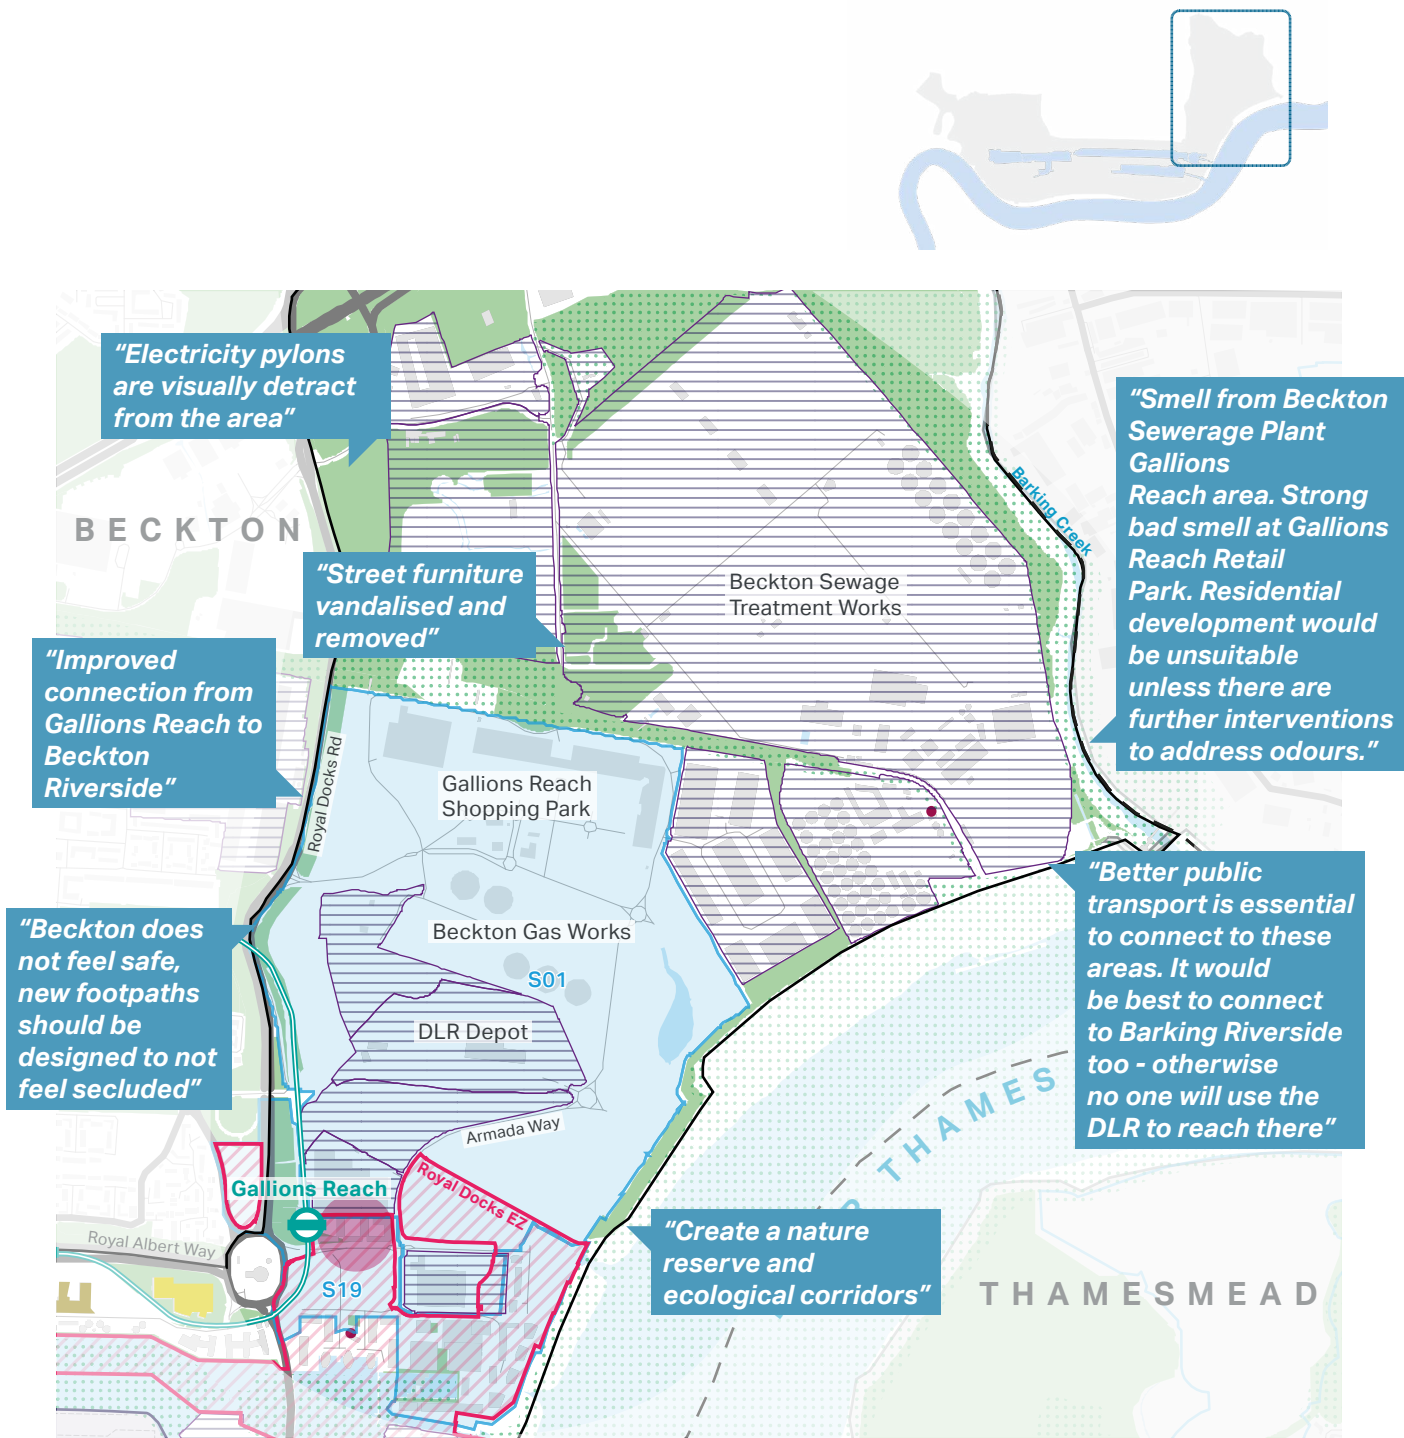 “Electricity pylons
are visually detract
from the area”
“Smell from Beckton
Sewerage Plant
Gallions
Reach area. Strong
bad smell at Gallions
Reach Retail
Park. Residential
development would
be unsuitable
unless there are
further interventions
to address odours.”
Barking Creek
BECKTON
“Street furniture
vandalised and
removed”
Beckton Sewage
Treatment Works
“Improved
connection from
Gallions Reach to
Beckton
Riverside”
Royal Docks Rd
Gallions Reach
Shopping Park
“Better public
transport is essential
to connect to these
areas. It would
be best to connect
to Barking Riverside
too - otherwise
no one will use the
DLR to reach there”
“Beckton does
not feel safe,
new footpaths
should be
designed to not
feel secluded”
Beckton Gas Works
S01
DLR Depot
Armada Way
THAMES
Royal Docks EZ
Gallions Reach
Royal Albert Way
S19
“Create a nature
reserve and
ecological corridors”
THAMESMEAD